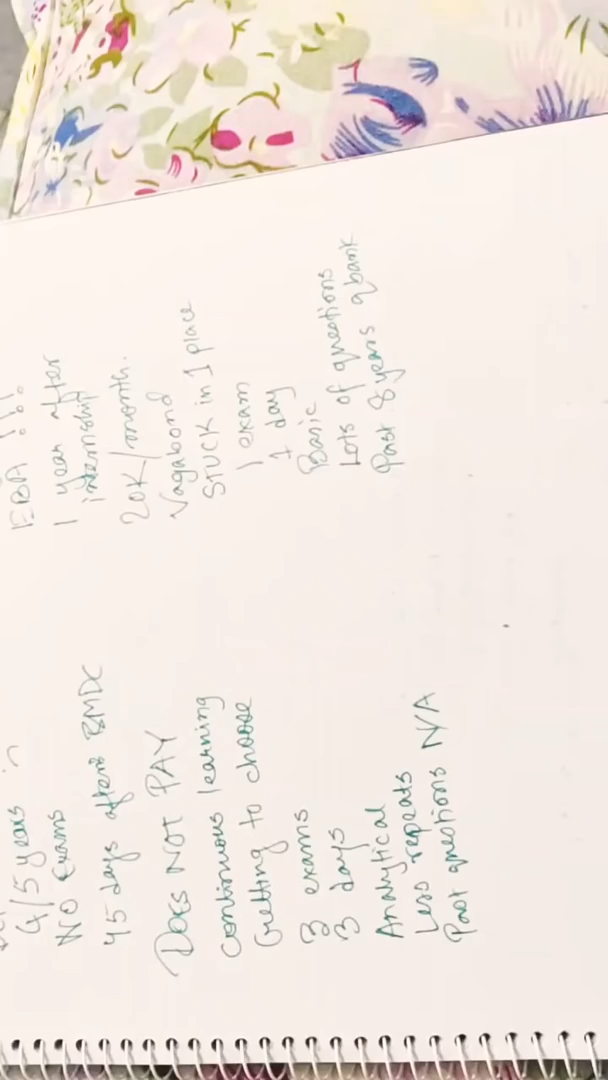 4/5 years
NO Exams
45 days after BMDC
Does NOT PAY
continuous learning
Getting to choose
3 exams
3 days
Analytical
Less repeats
Past questions N/A
!!!
1 year after
internship
20K/month.
Vagabond
STUCK in 1 place
1 exam
1 day
Basic
Lots of questions
Past 8 years qbank